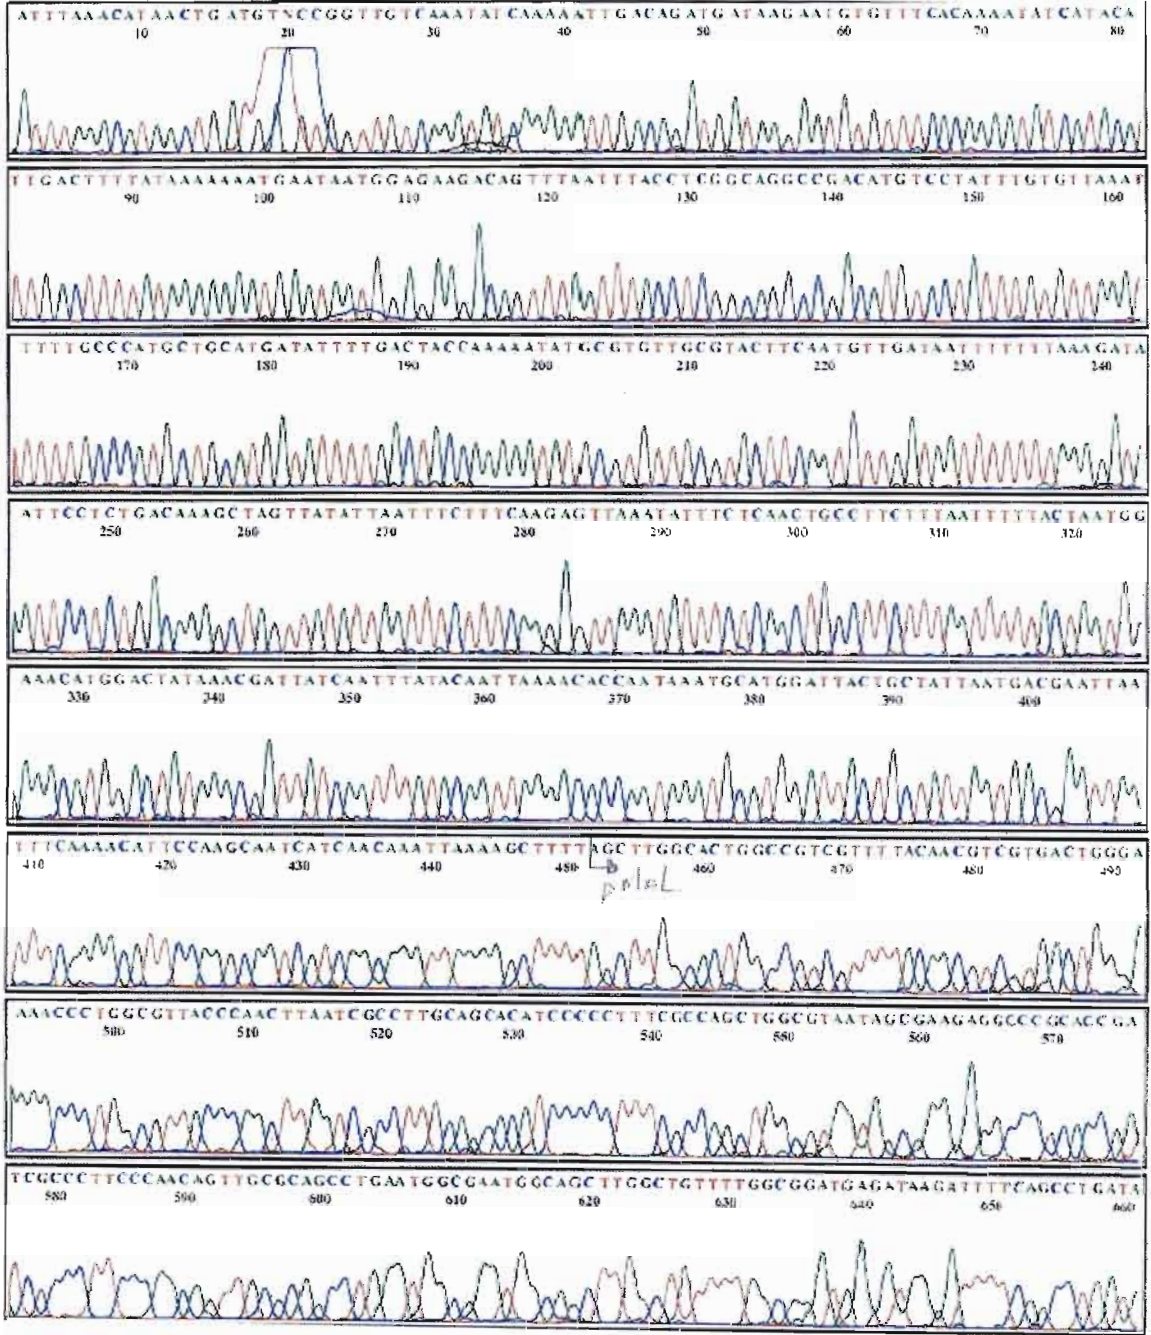 ATTTAAACATAACTGATGTNCCGGTTGTCAAATATCAAAAATTGACAGATGATAAGAATGTGTTTCACAAAATATCATACA
10 20 30 40 50 60 70 80
TTGACTTTTATAAAAAAATGAATAATGGAGAAGACAGTTTAATTTACCTCGGCAGGCCGACATGTCCTATTTGTGTTAAAT
90 100 110 120 130 140 150 160
TTTTGCCCATGCTGCATGATATTTTGACTACCAAAAATATGCGTGTTGCGTACTTCAATGTTGATAATTTTTTTAAAGATA
170 180 190 200 210 220 230 240
ATTCCTCTGACAAAGCTAGTTATATTAATTTCTTTCAAGAGTTAAATATTTCTCAACTGCCTTCTTTAATTTTTACTAATGG
250 260 270 280 290 300 310 320
AAACATGGACTATAAACGATTATCAATTTATACAATTAAAACACCAATAAATGCATGGATTACTGCTATTAATGACGAATTAA
330 340 350 360 370 380 390 400
TTTCAAAACATTCCAAGCAATCATCAACAAATTAAAAGCTTTTTAGCTTGGCACTGGCCGTCGTTTTACAACGTCGTGACTGGGA
410 420 430 440 450 460 470 480 490
AAACCCTGGCGTTACCCAACTTAATCGCCTTGCAGCACATCCCCCTTTCGCCAGCTGGCGTAATAGCGAAGAGGCCCGCACCGA
500 510 520 530 540 550 560 570
TCGCCCTTCCCAACAGTTGCGCAGCCTGAATGGCGAATGGCAGCTTGGCTGTTTTGGCGGATGAGATAAGATTTTCAGCCTGATA
580 590 600 610 620 630 640 650 660